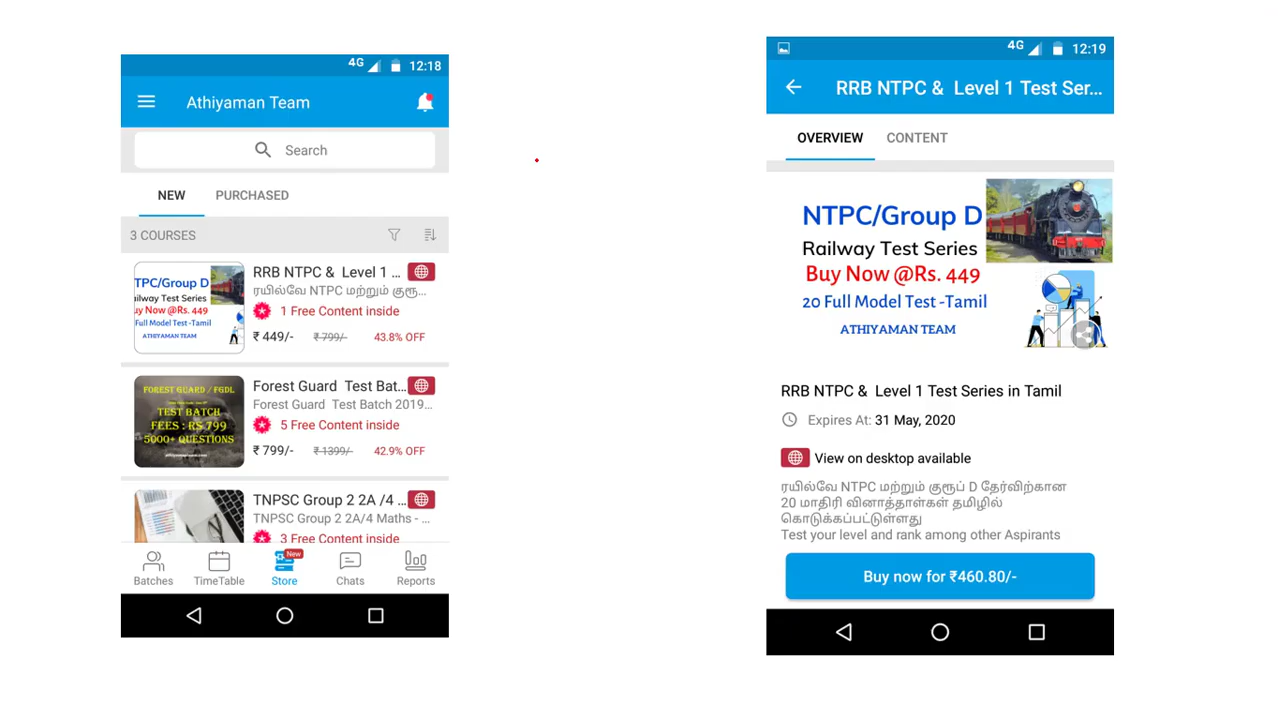 4G 12:18
Athiyaman Team
Search
NEW PURCHASED
3 COURSES
TPC/Group D
ailway Test Series
uy Now @Rs. 449
Full Model Test -Tamil
ATHIYAMAN TEAM
RRB NTPC & Level 1 ...
ரயில்வே NTPC மற்றும் குரூ...
1 Free Content inside
₹ 449/- ₹ 799/- 43.8% OFF
FOREST GUARD / FGDL
TEST BATCH
FEES : RS 799
5000+ QUESTIONS
Forest Guard Test Bat...
Forest Guard Test Batch 2019...
5 Free Content inside
₹ 799/- ₹ 1399/- 42.9% OFF
TNPSC Group 2 2A /4 ...
TNPSC Group 2 2A/4 Maths - ...
3 Free Content inside
New
Batches TimeTable Store Chats Reports
4G 12:19
RRB NTPC & Level 1 Test Ser...
OVERVIEW CONTENT
NTPC/Group D
Railway Test Series
Buy Now @Rs. 449
20 Full Model Test -Tamil
ATHIYAMAN TEAM
RRB NTPC & Level 1 Test Series in Tamil
Expires At: 31 May, 2020
View on desktop available
ரயில்வே NTPC மற்றும் குரூப் D தேர்விற்கான
20 மாதிரி வினாத்தாள்கள் தமிழில்
கொடுக்கப்பட்டுள்ளது
Test your level and rank among other Aspirants
Buy now for ₹460.80/-